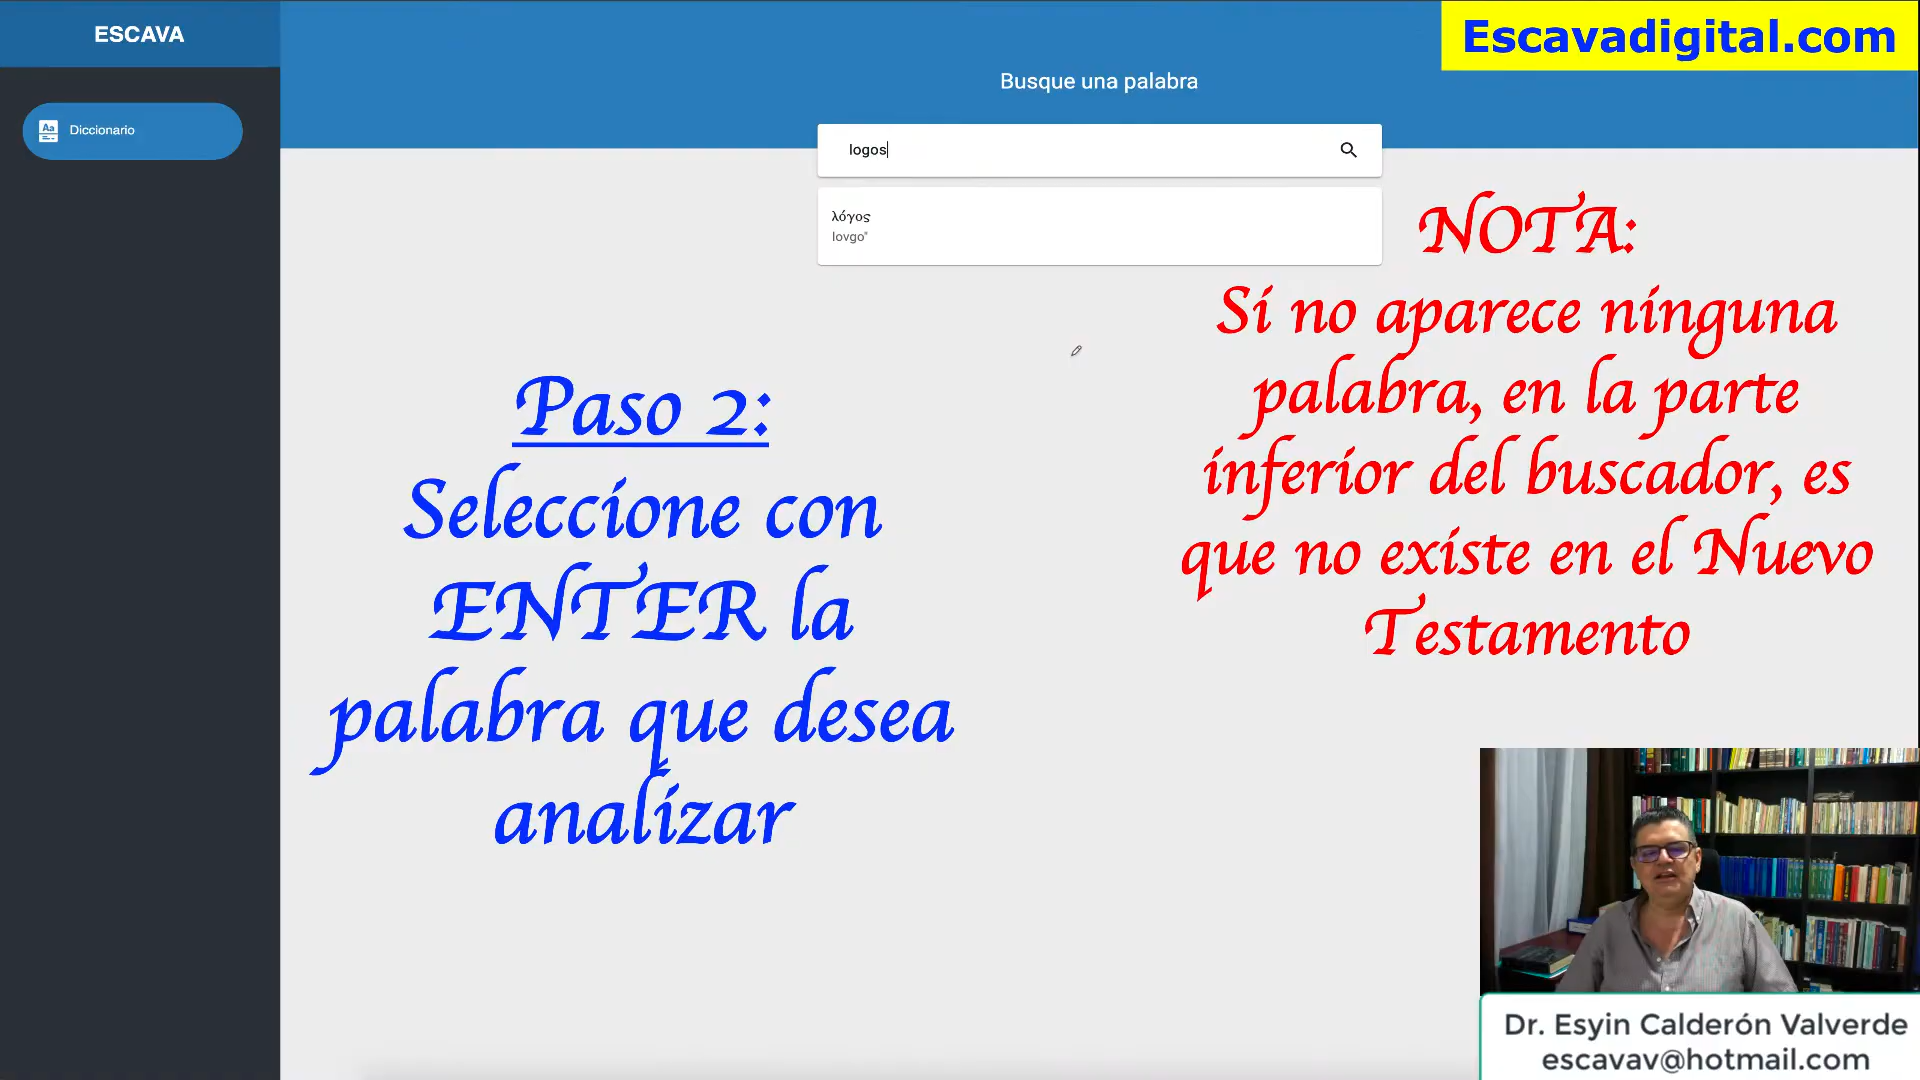 ESCAVA
Escavadigital.com
Diccionario
Busque una palabra
logos
λόγος
lovgo"
NOTA:
Si no aparece ninguna
palabra, en la parte
inferior del buscador, es
que no existe en el Nuevo
Testamento
Paso 2:
Seleccione con
ENTER la
palabra que desea
analizar
Dr. Esyin Calderón Valverde
escavav@hotmail.com